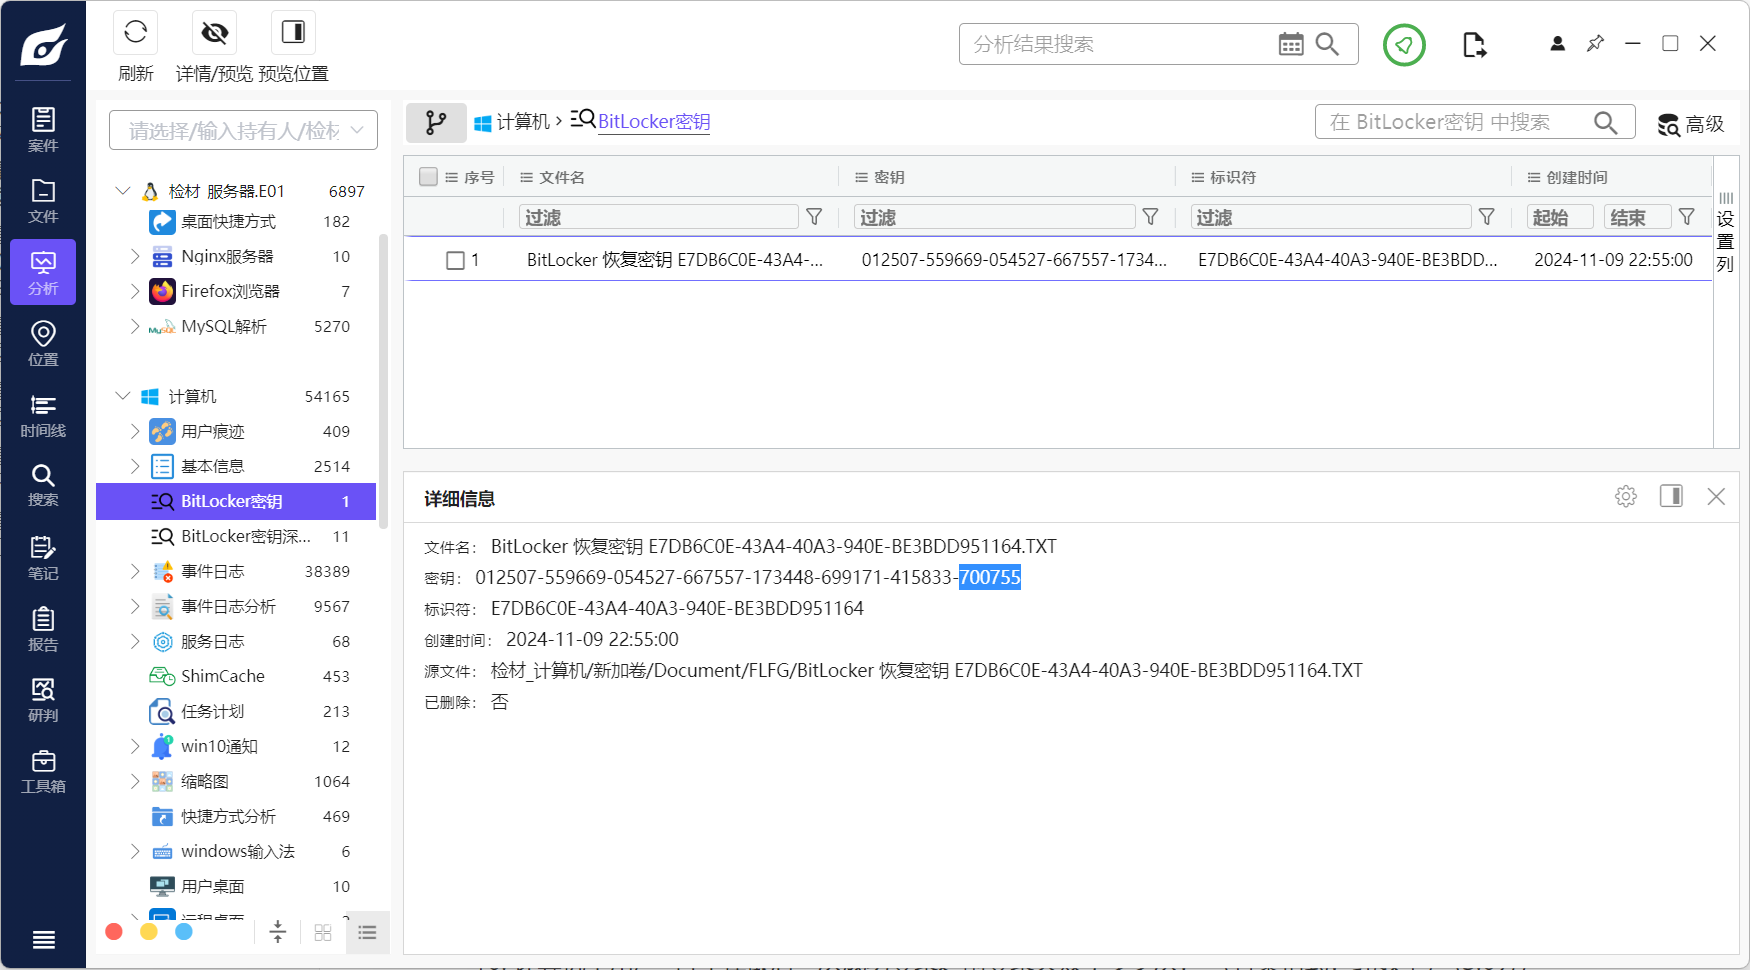 刷新
详情/预览
预览位置
分析结果搜索
案件
文件
分析
位置
时间线
搜索
笔记
报告
研判
工具箱
请选择/输入持有人/检材
检材 服务器.E01 6897
桌面快捷方式 182
Nginx服务器 10
Firefox浏览器 7
MySQL解析 5270
计算机 54165
用户痕迹 409
基本信息 2514
BitLocker密钥 1
BitLocker密钥深... 11
事件日志 38389
事件日志分析 9567
服务日志 68
ShimCache 453
任务计划 213
win10通知 12
缩略图 1064
快捷方式分析 469
windows输入法 6
用户桌面 10
远程桌面
计算机 › BitLocker密钥
在 BitLocker密钥 中搜索
高级
序号 文件名 密钥 标识符 创建时间
过滤 过滤 过滤 起始 结束
1 BitLocker 恢复密钥 E7DB6C0E-43A4-... 012507-559669-054527-667557-1734... E7DB6C0E-43A4-40A3-940E-BE3BDD... 2024-11-09 22:55:00
设置列
详细信息
文件名: BitLocker 恢复密钥 E7DB6C0E-43A4-40A3-940E-BE3BDD951164.TXT
密钥: 012507-559669-054527-667557-173448-699171-415833-700755
标识符: E7DB6C0E-43A4-40A3-940E-BE3BDD951164
创建时间: 2024-11-09 22:55:00
源文件: 检材_计算机/新加卷/Document/FLFG/BitLocker 恢复密钥 E7DB6C0E-43A4-40A3-940E-BE3BDD951164.TXT
已删除: 否